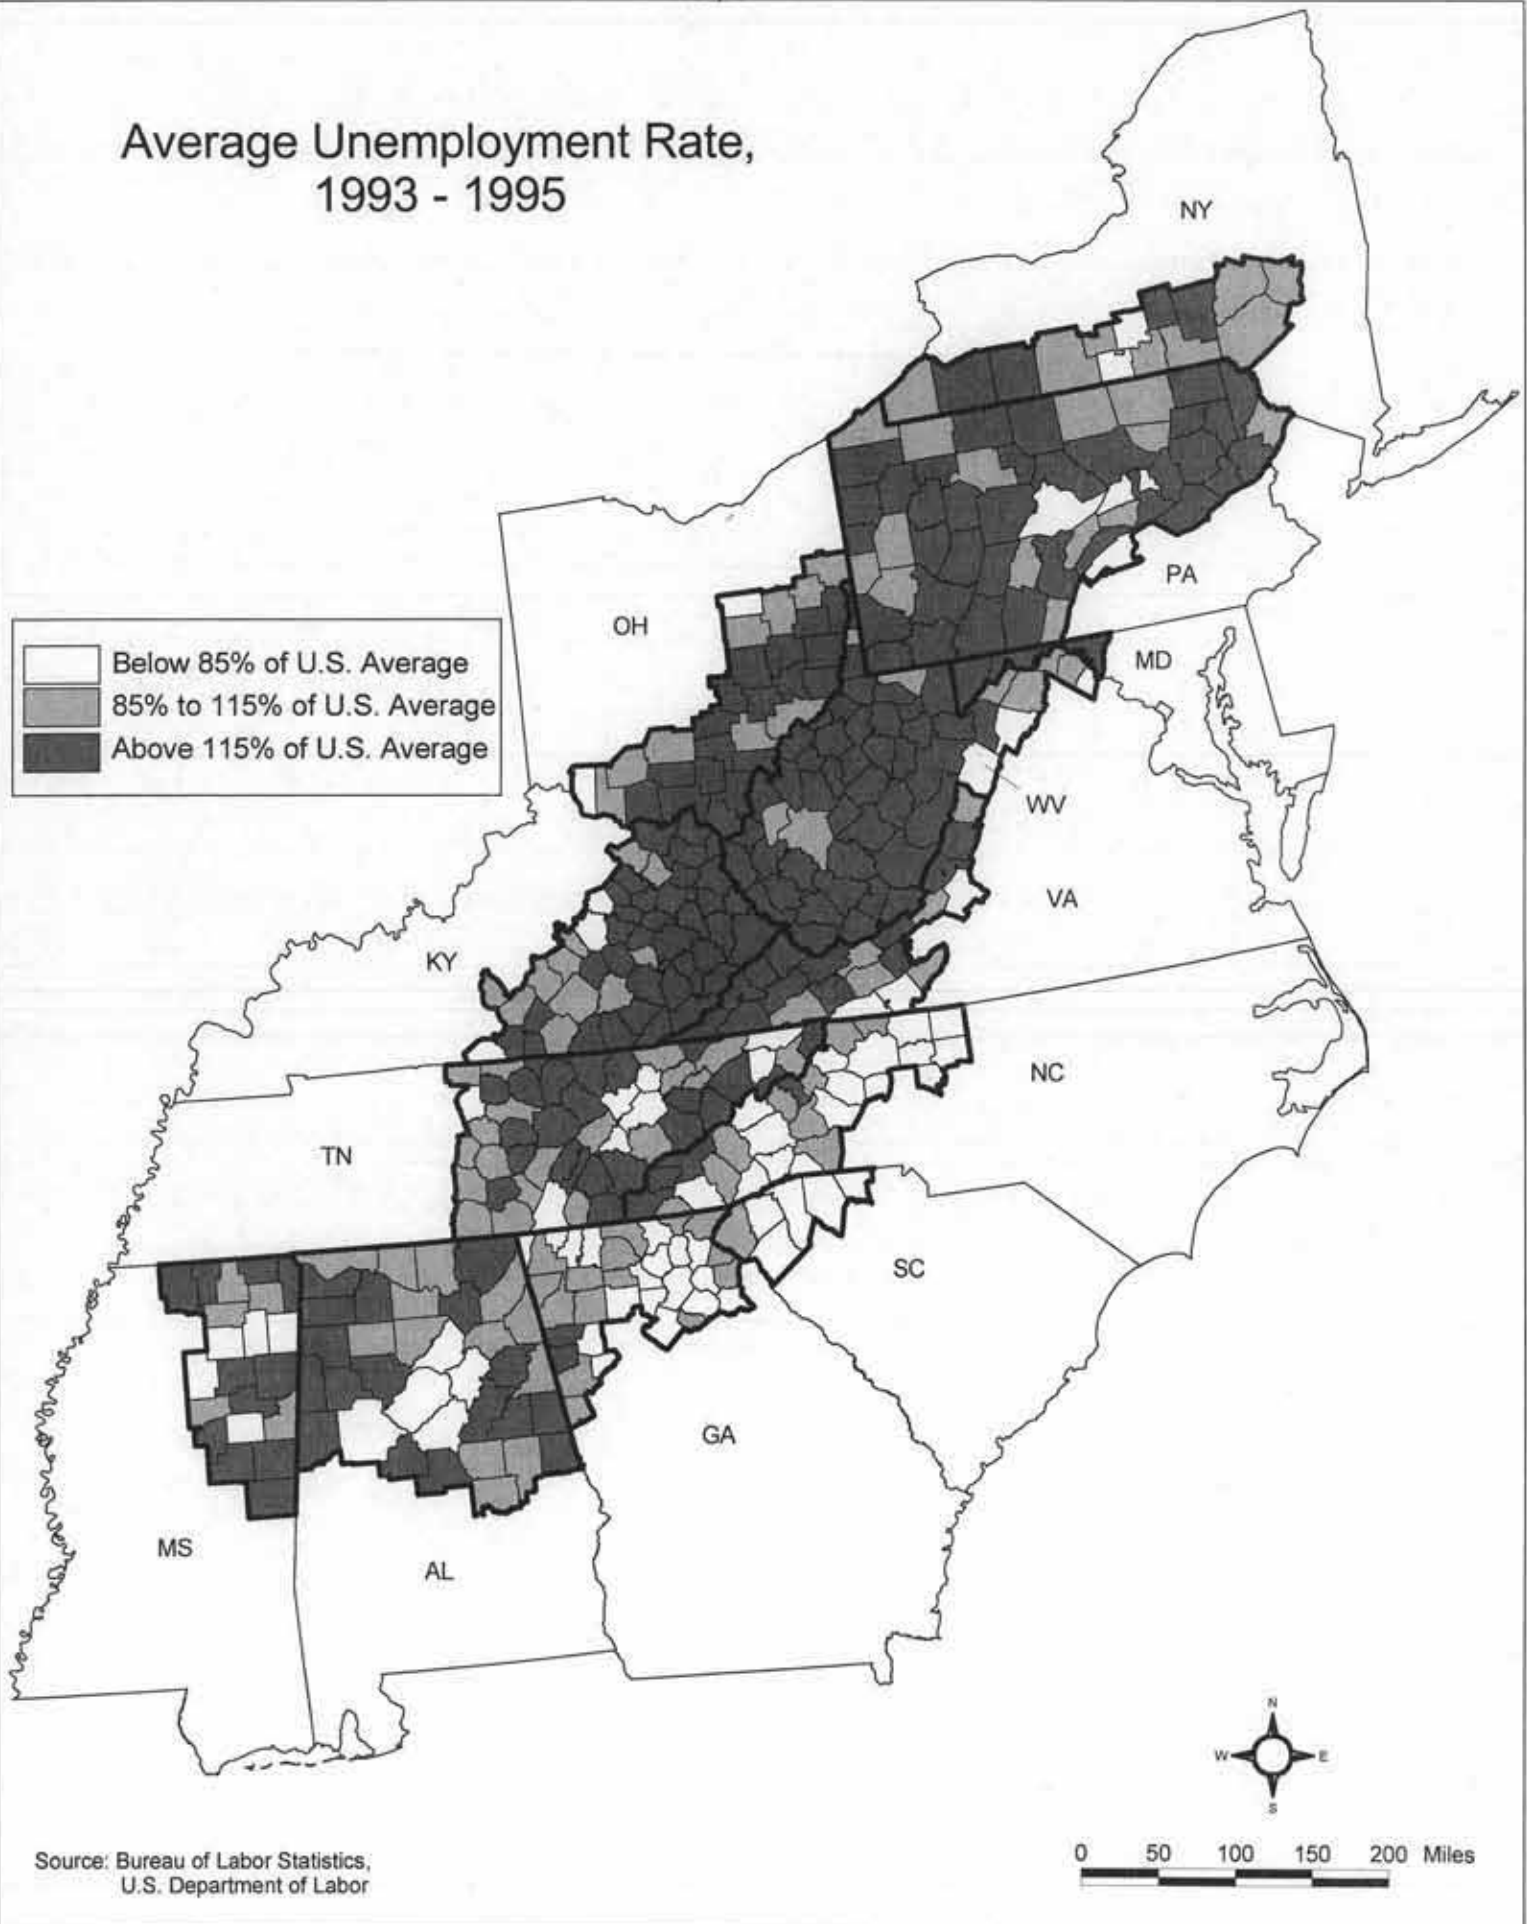 Average Unemployment Rate,
1993 - 1995
NY
PA
OH
MD
Below 85% of U.S. Average
85% to 115% of U.S. Average
Above 115% of U.S. Average
WV
VA
KY
NC
TN
SC
GA
MS
AL
N
W E
S
0 50 100 150 200 Miles
Source: Bureau of Labor Statistics,
U.S. Department of Labor